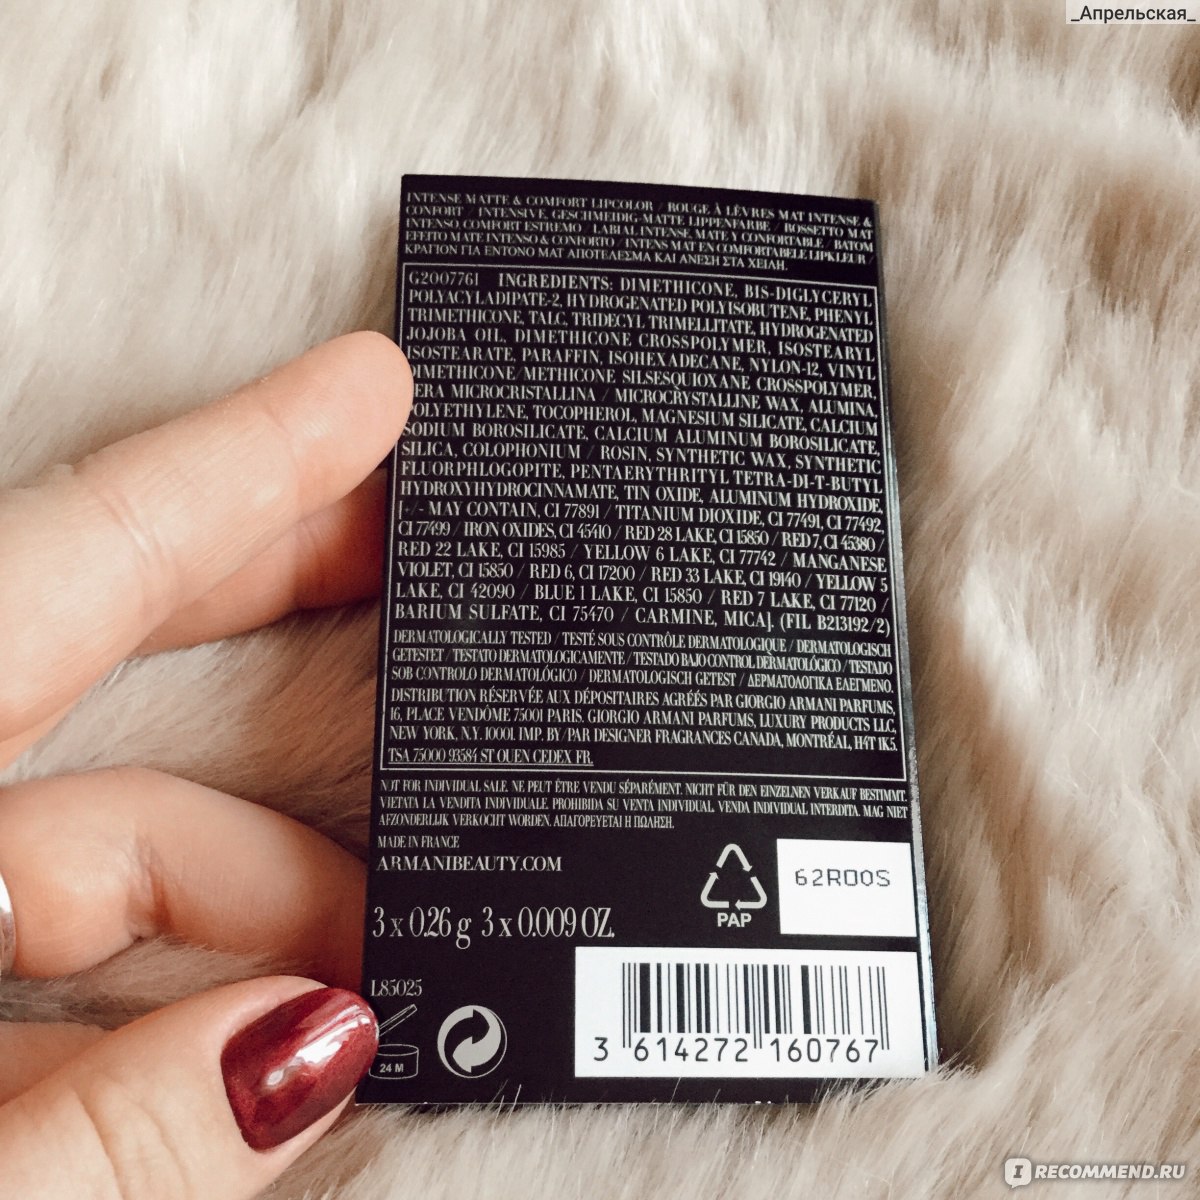 _Апрельская_
INTENSE MATTE & COMFORT LIPCOLOR / ROUGE À LÈVRES MAT INTENSE &
CONFORT / INTENSIVE, GESCHMEIDIG-MATTE LIPPENFARBE / ROSSETTO MAT
INTENSO COMFORT ESTREMO / LABIAL INTENSE MATE Y CONFORTABLE / BATOM
EFFEITO MATE INTENSO & CONFORTO / INTENS MAT EN COMFORTABELE LIPKLEUR /
ΚΡΑΓΙΟΝ ΓΙΑ ΕΝΤΟΝΟ ΜΑΤ ΑΠΟΤΕΛΕΣΜΑ ΚΑΙ ΑΝΕΣΗ ΣΤΑ ΧΕΙΛΗ.
G2007761 INGREDIENTS: DIMETHICONE, BIS-DIGLYCERYL
POLYACYLADIPATE-2, HYDROGENATED POLYISOBUTENE, PHENYL
TRIMETHICONE, TALC, TRIDECYL TRIMELLITATE, HYDROGENATED
JOJOBA OIL, DIMETHICONE CROSSPOLYMER, ISOSTEARYL
ISOSTEARATE, PARAFFIN, ISOHEXADECANE, NYLON-12, VINYL
DIMETHICONE/METHICONE SILSESQUIOXANE CROSSPOLYMER,
CERA MICROCRISTALLINA / MICROCRYSTALLINE WAX, ALUMINA,
POLYETHYLENE, TOCOPHEROL, MAGNESIUM SILICATE, CALCIUM
SODIUM BOROSILICATE, CALCIUM ALUMINUM BOROSILICATE,
SILICA, COLOPHONIUM / ROSIN, SYNTHETIC WAX, SYNTHETIC
FLUORPHLOGOPITE, PENTAERYTHRITYL TETRA-DI-T-BUTYL
HYDROXYHYDROCINNAMATE, TIN OXIDE, ALUMINUM HYDROXIDE,
[+/- MAY CONTAIN, CI 77891 / TITANIUM DIOXIDE, CI 77491, CI 77492,
CI 77499 / IRON OXIDES, CI 45410 / RED 28 LAKE, CI 15850 / RED 7, CI 45380 /
RED 22 LAKE, CI 15985 / YELLOW 6 LAKE, CI 77742 / MANGANESE
VIOLET, CI 15850 / RED 6, CI 17200 / RED 33 LAKE, CI 19140 / YELLOW 5
LAKE, CI 42090 / BLUE 1 LAKE, CI 15850 / RED 7 LAKE, CI 77120 /
BARIUM SULFATE, CI 75470 / CARMINE, MICA]. (FIL B213192/2)
DERMATOLOGICALLY TESTED / TESTÉ SOUS CONTRÔLE DERMATOLOGIQUE / DERMATOLOGISCH
GETESTET / TESTATO DERMATOLOGICAMENTE / TESTADO BAJO CONTROL DERMATOLÓGICO / TESTADO
SOB CONTROLO DERMATOLÓGICO / DERMATOLOGISCH GETEST / ΔΕΡΜΑΤΟΛΟΓΙΚΑ ΕΛΕΓΜΕΝΟ.
DISTRIBUTION RÉSERVÉE AUX DÉPOSITAIRES AGRÉÉS PAR GIORGIO ARMANI PARFUMS,
16, PLACE VENDÔME 75001 PARIS. GIORGIO ARMANI PARFUMS, LUXURY PRODUCTS LLC,
NEW YORK, N.Y. 10001. IMP. BY/PAR DESIGNER FRAGRANCES CANADA, MONTRÉAL, H4T 1K5.
TSA 75000 93584 ST OUEN CEDEX FR.
NOT FOR INDIVIDUAL SALE. NE PEUT ÊTRE VENDU SÉPARÉMENT. NICHT FÜR DEN EINZELNEN VERKAUF BESTIMMT.
VIETATA LA VENDITA INDIVIDUALE. PROHIBIDA SU VENTA INDIVIDUAL. VENDA INDIVIDUAL INTERDITA. MAG NIET
AFZONDERLIJK VERKOCHT WORDEN. ΑΠΑΓΟΡΕΥΕΤΑΙ Η ΠΩΛΗΣΗ.
MADE IN FRANCE
ARMANIBEAUTY.COM
62R00S
PAP
3 x 0.26 g 3 x 0.009 OZ.
L85025
24 M
3 614272 160767
IRECOMMEND.RU